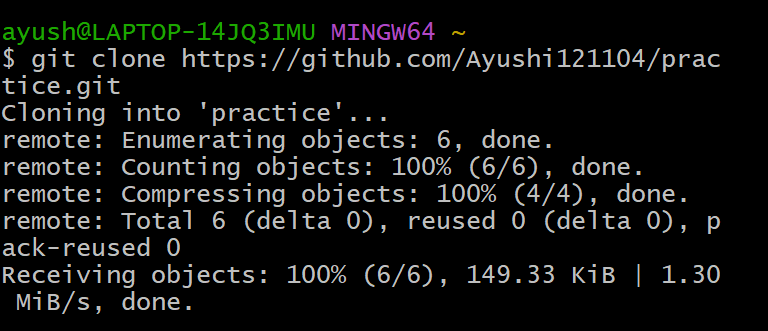 ayush@LAPTOP-14JQ3IMU MINGW64 ~
$ git clone https://github.com/Ayushi121104/prac
tice.git
Cloning into 'practice'...
remote: Enumerating objects: 6, done.
remote: Counting objects: 100% (6/6), done.
remote: Compressing objects: 100% (4/4), done.
remote: Total 6 (delta 0), reused 0 (delta 0), p
ack-reused 0
Receiving objects: 100% (6/6), 149.33 KiB | 1.30
 MiB/s, done.